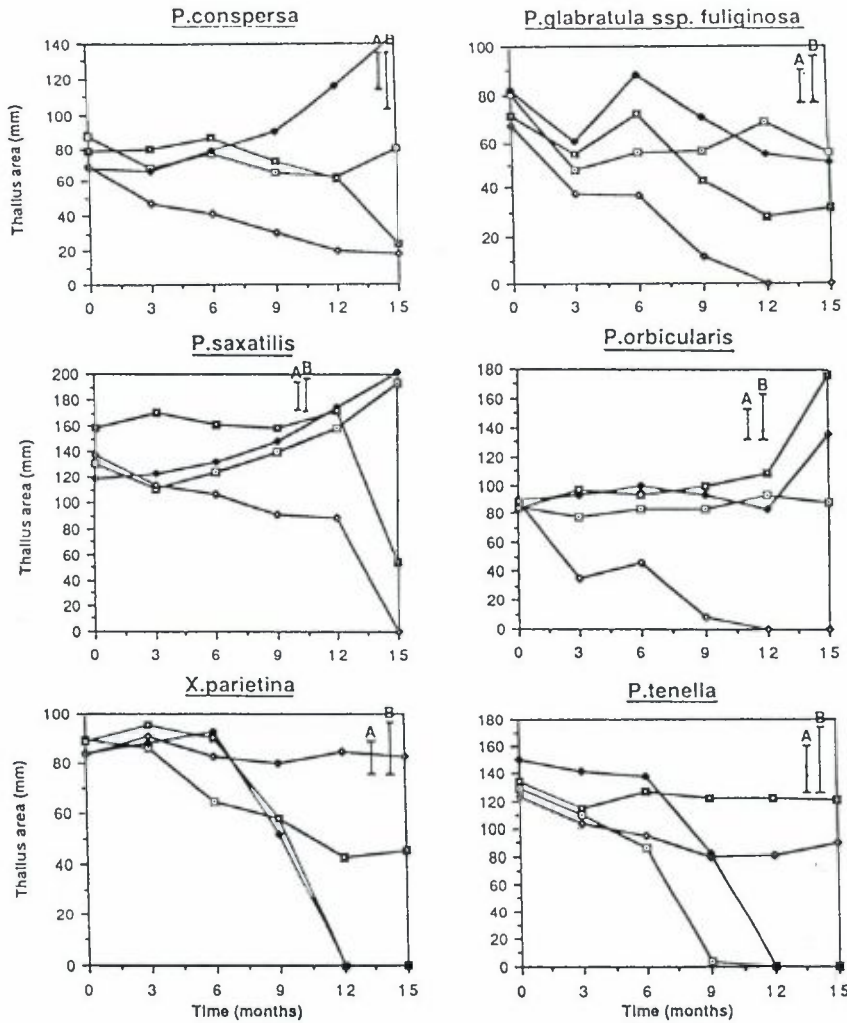 P.conspersa
140
120
100
80
60
40
20
0
Thallus area (mm)
0 3 6 9 12 15
A B
P.glabratula ssp. fuliginosa
100
80
60
40
20
0
0 3 6 9 12 15
A B
P.saxatilis
200
180
160
140
120
100
80
60
40
20
0
Thallus area (mm)
0 3 6 9 12 15
A B
P.orbicularis
180
160
140
120
100
80
60
40
20
0
0 3 6 9 12 15
A B
X.parietina
100
80
60
40
20
0
Thallus area (mm)
0 3 6 9 12 15
Time (months)
A B
P.tenella
180
160
140
120
100
80
60
40
20
0
0 3 6 9 12 15
Time (months)
A B